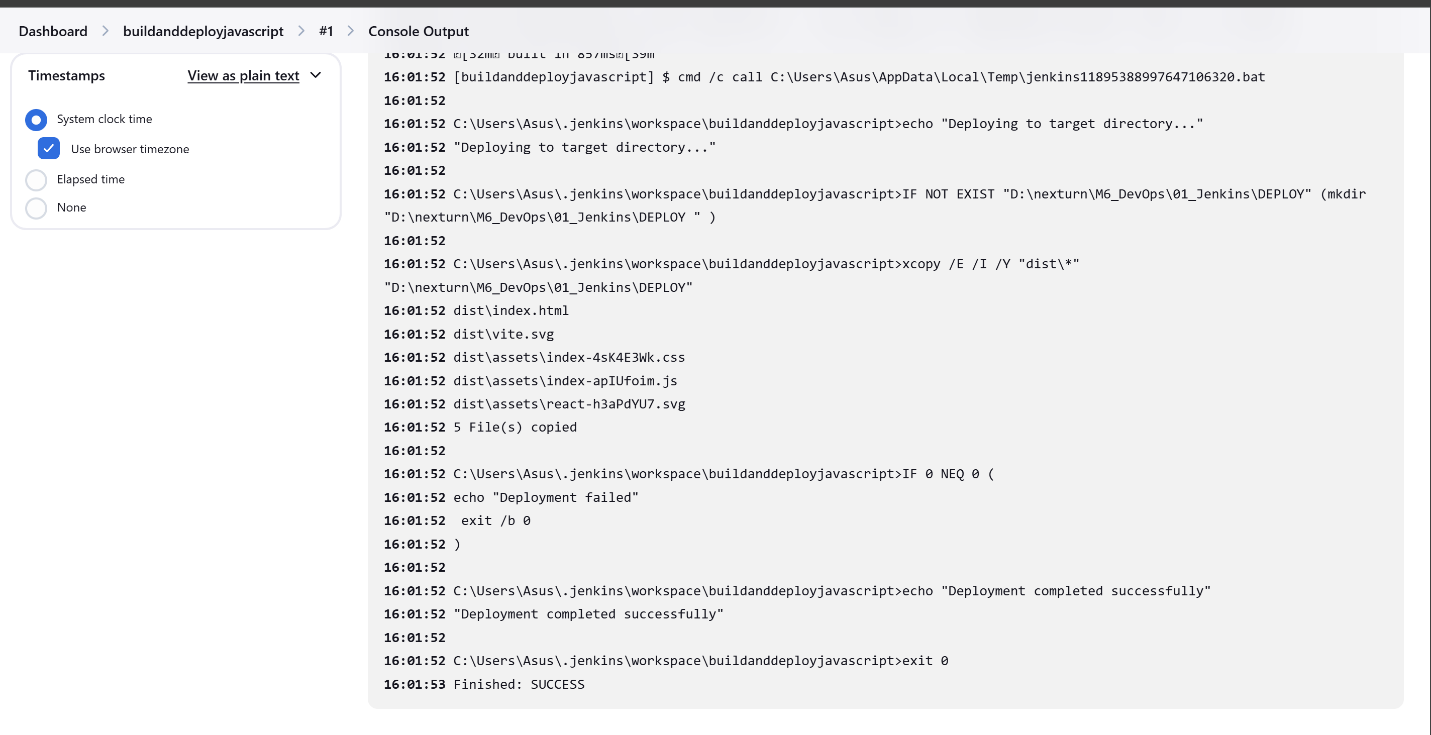 Dashboard > buildanddeployjavascript > #1 > Console Output
Timestamps
View as plain text
System clock time
Use browser timezone
Elapsed time
None
16:01:52 [32m built in 857ms[39m
16:01:52 [buildanddeployjavascript] $ cmd /c call C:\Users\Asus\AppData\Local\Temp\jenkins11895388997647106320.bat
16:01:52
16:01:52 C:\Users\Asus\.jenkins\workspace\buildanddeployjavascript>echo "Deploying to target directory..."
16:01:52 "Deploying to target directory..."
16:01:52
16:01:52 C:\Users\Asus\.jenkins\workspace\buildanddeployjavascript>IF NOT EXIST "D:\nexturn\M6_DevOps\01_Jenkins\DEPLOY" (mkdir
"D:\nexturn\M6_DevOps\01_Jenkins\DEPLOY " )
16:01:52
16:01:52 C:\Users\Asus\.jenkins\workspace\buildanddeployjavascript>xcopy /E /I /Y "dist\*"
"D:\nexturn\M6_DevOps\01_Jenkins\DEPLOY"
16:01:52 dist\index.html
16:01:52 dist\vite.svg
16:01:52 dist\assets\index-4sK4E3Wk.css
16:01:52 dist\assets\index-apIUfoim.js
16:01:52 dist\assets\react-h3aPdYU7.svg
16:01:52 5 File(s) copied
16:01:52
16:01:52 C:\Users\Asus\.jenkins\workspace\buildanddeployjavascript>IF 0 NEQ 0 (
16:01:52 echo "Deployment failed"
16:01:52  exit /b 0
16:01:52 )
16:01:52
16:01:52 C:\Users\Asus\.jenkins\workspace\buildanddeployjavascript>echo "Deployment completed successfully"
16:01:52 "Deployment completed successfully"
16:01:52
16:01:52 C:\Users\Asus\.jenkins\workspace\buildanddeployjavascript>exit 0
16:01:53 Finished: SUCCESS